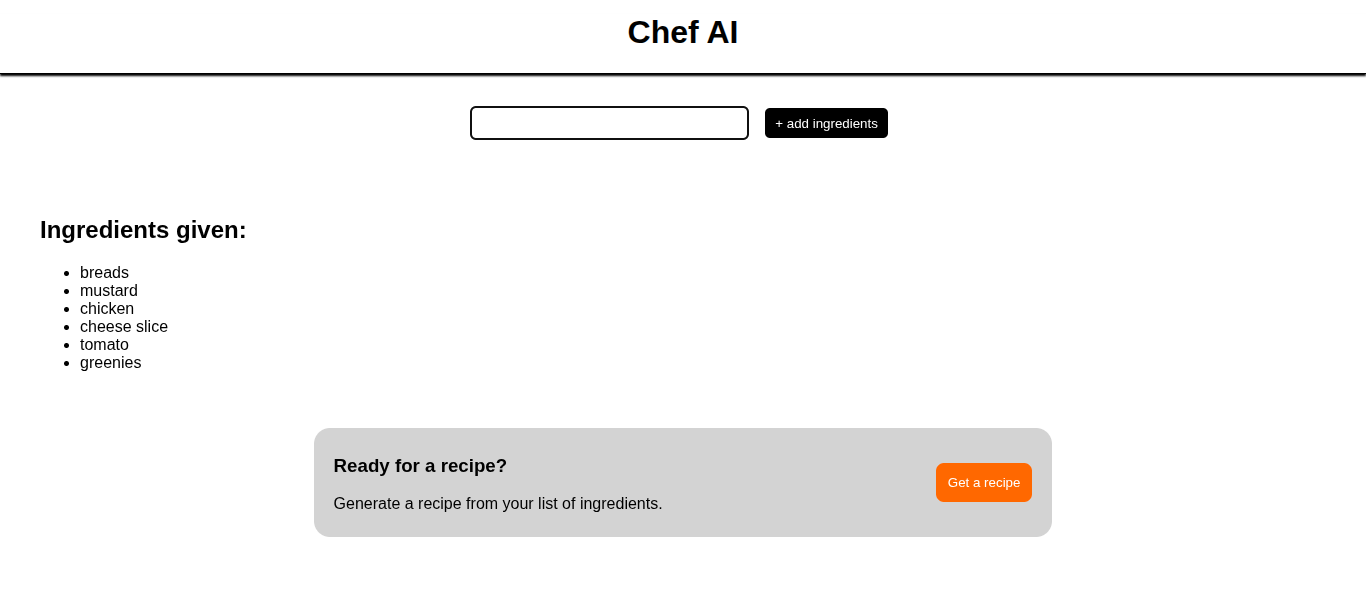 Chef AI
+ add ingredients
Ingredients given:
breads
mustard
chicken
cheese slice
tomato
greenies
Ready for a recipe?
Generate a recipe from your list of ingredients.
Get a recipe